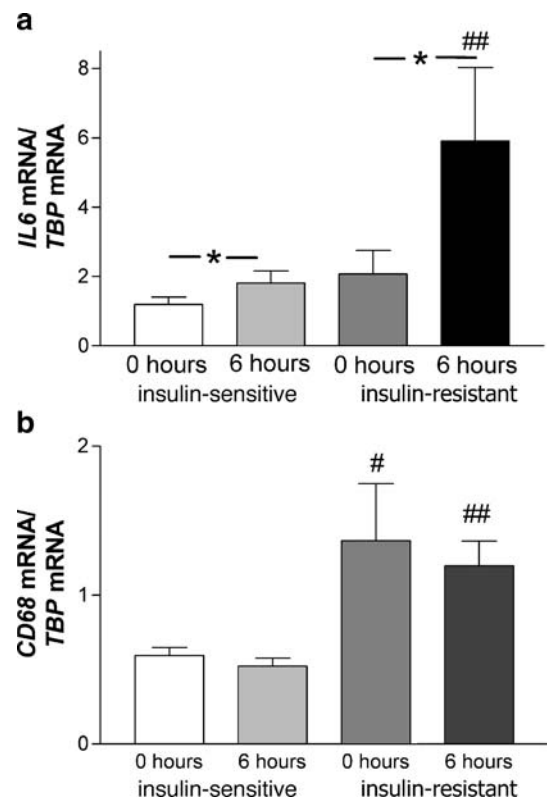 a
IL6 mRNA/
TBP mRNA
8
6
4
2
0
*
*
##
0 hours 6 hours 0 hours 6 hours
insulin-sensitive insulin-resistant
b
CD68 mRNA/
TBP mRNA
2
1
0
#
##
0 hours 6 hours 0 hours 6 hours
insulin-sensitive insulin-resistant